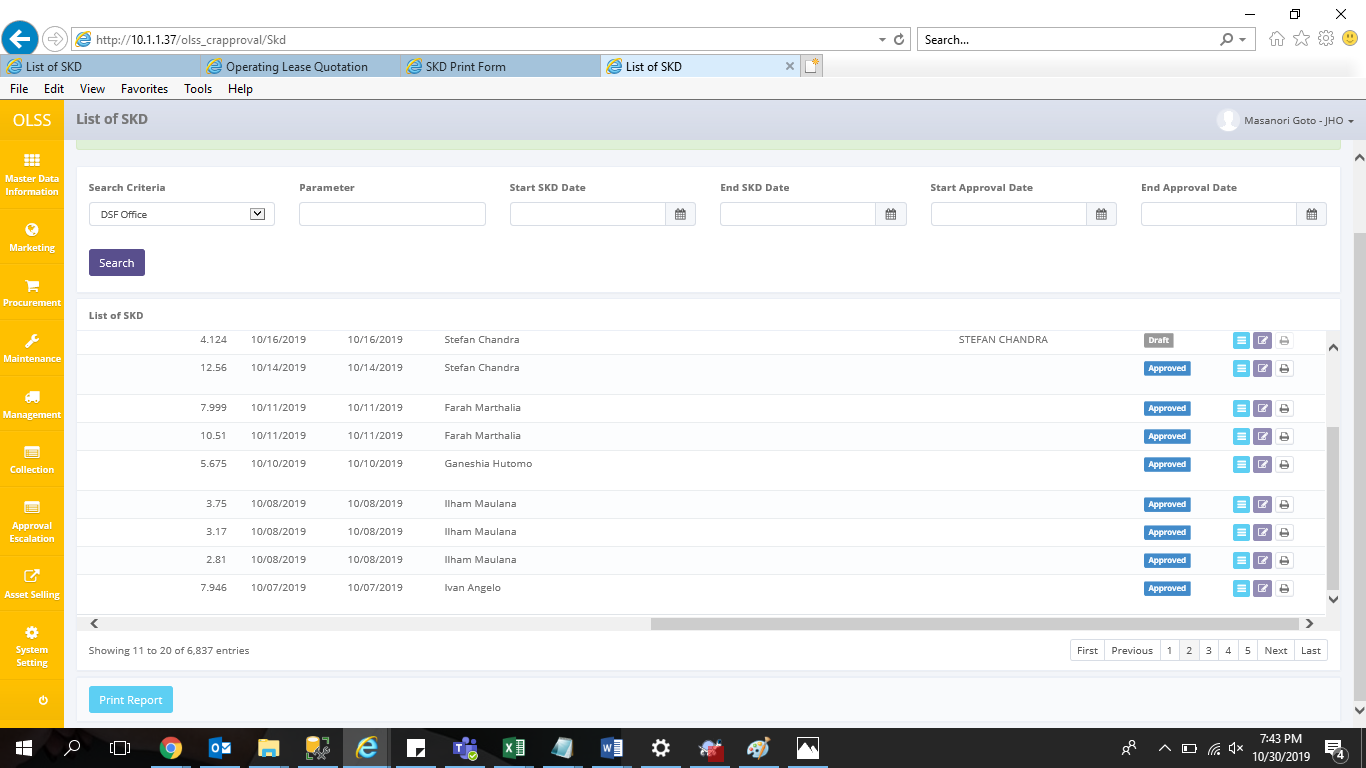 http://10.1.1.37/olss_crapproval/Skd
Search...
List of SKD
Operating Lease Quotation
SKD Print Form
List of SKD
File Edit View Favorites Tools Help
OLSS
List of SKD
Masanori Goto - JHO
Master Data Information
Marketing
Procurement
Maintenance
Management
Collection
Approval Escalation
Asset Selling
System Setting
Search Criteria Parameter Start SKD Date End SKD Date Start Approval Date End Approval Date
DSF Office
Search
List of SKD
4.124 10/16/2019 10/16/2019 Stefan Chandra STEFAN CHANDRA Draft
12.56 10/14/2019 10/14/2019 Stefan Chandra Approved
7.999 10/11/2019 10/11/2019 Farah Marthalia Approved
10.51 10/11/2019 10/11/2019 Farah Marthalia Approved
5.675 10/10/2019 10/10/2019 Ganeshia Hutomo Approved
3.75 10/08/2019 10/08/2019 Ilham Maulana Approved
3.17 10/08/2019 10/08/2019 Ilham Maulana Approved
2.81 10/08/2019 10/08/2019 Ilham Maulana Approved
7.946 10/07/2019 10/07/2019 Ivan Angelo Approved
Showing 11 to 20 of 6,837 entries
First Previous 1 2 3 4 5 Next Last
Print Report
7:43 PM
10/30/2019
4